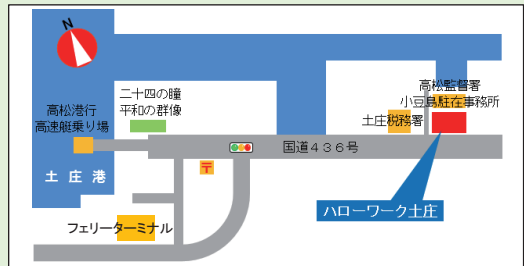 N
高松港行
高速艇乗り場
二十四の瞳
平和の群像
高松監督署
小豆島駐在事務所
土庄税務署
国道４３６号
〒
土 庄 港
ハローワーク土庄
フェリーターミナル